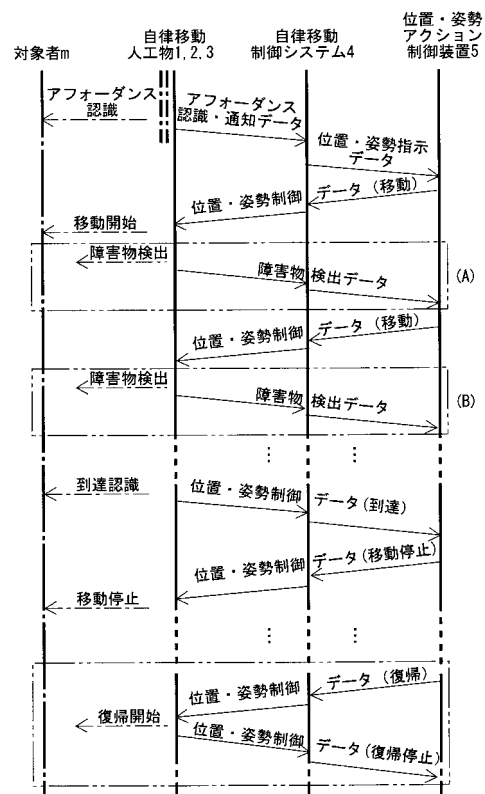 対象者m
自律移動
人工物1,2,3
自律移動
制御システム4
位置・姿勢
アクション
制御装置5
アフォーダンス
認識
アフォーダンス
認識・通知データ
位置・姿勢指示
データ
位置・姿勢制御 データ(移動)
移動開始
障害物検出
障害物検出データ
(A)
位置・姿勢制御 データ(移動)
障害物検出
障害物検出データ
(B)
⋮ ⋮
到達認識
位置・姿勢制御 データ(到達)
位置・姿勢制御 データ(移動停止)
移動停止
⋮ ⋮
位置・姿勢制御 データ(復帰)
復帰開始
位置・姿勢制御 データ(復帰停止)